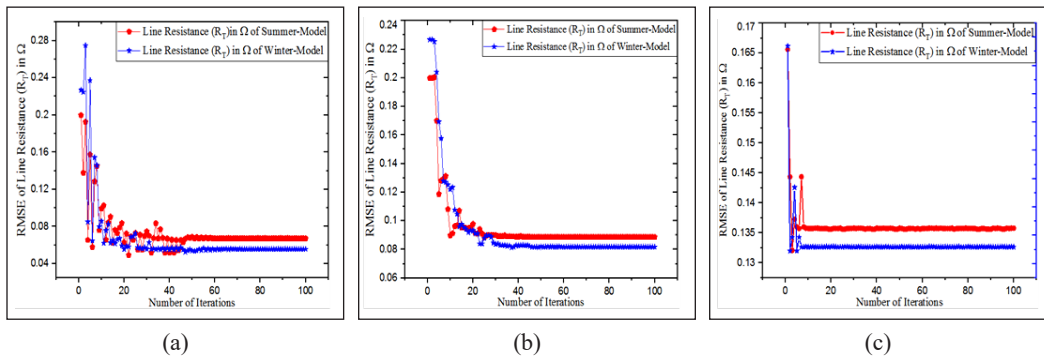 0.28
0.24
0.2
0.16
0.12
0.08
0.04
RMSE of Line Resistance (R_T) in Ω
Line Resistance (R_T)in Ω of Summer-Model
Line Resistance (R_T) in Ω of Winter-Model
0 20 40 60 80 100
Number of Iterations
(a)
0.24
0.22
0.20
0.18
0.16
0.14
0.12
0.10
0.08
0.06
RMSE of Line Resistance (R_T) in Ω
Line Resistance (R_T) in Ω of Summer-Model
Line Resistance (R_T) in Ω of Winter-Model
0 20 40 60 80 100
Number of Iterations
(b)
0.17
0.165
0.16
0.15
0.145
0.14
0.135
0.13
RMSE of Line Resistance (R_T) in Ω
Line Resistance (R_T) in Ω of Summer-Model
Line Resistance (R_T) in Ω of Winter-Model
0 20 40 60 80 100
Number of Iterations
(c)